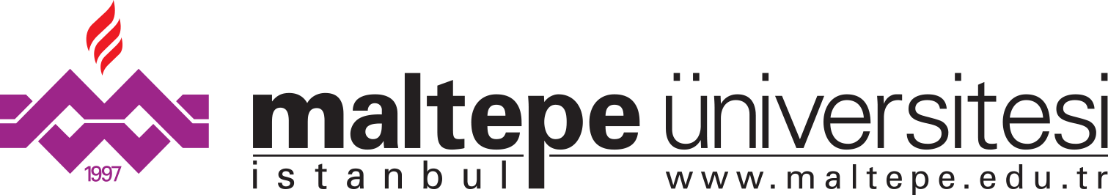 maltepe üniversitesi
istanbul www.maltepe.edu.tr
1997